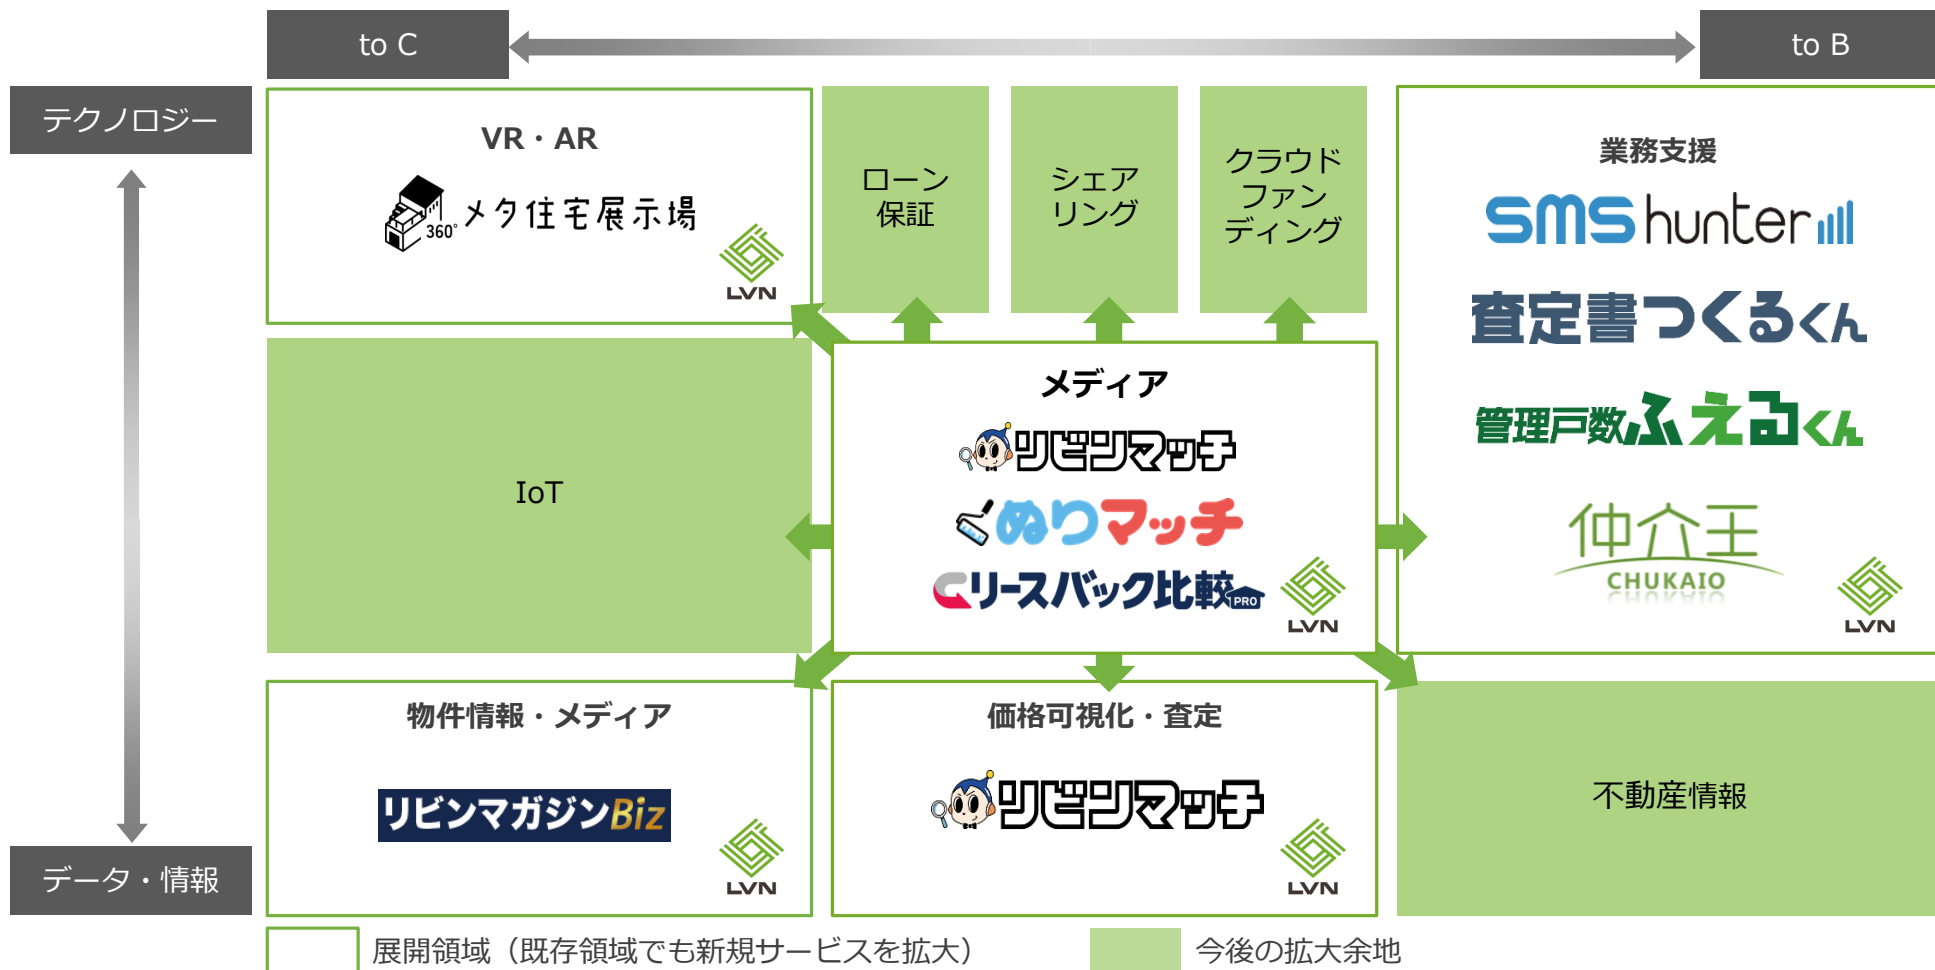 to C
to B
テクノロジー
データ・情報
VR・AR
360°
メタ住宅展示場
LVN
ローン
保証
シェア
リング
クラウド
ファン
ディング
業務支援
SMS hunter
査定書つくるくん
管理戸数ふえるくん
仲介王
CHUKAIO
LVN
IoT
メディア
リビンマッチ
ぬりマッチ
リースバック比較PRO
LVN
物件情報・メディア
リビンマガジンBiz
LVN
価格可視化・査定
リビンマッチ
LVN
不動産情報
展開領域（既存領域でも新規サービスを拡大）
今後の拡大余地